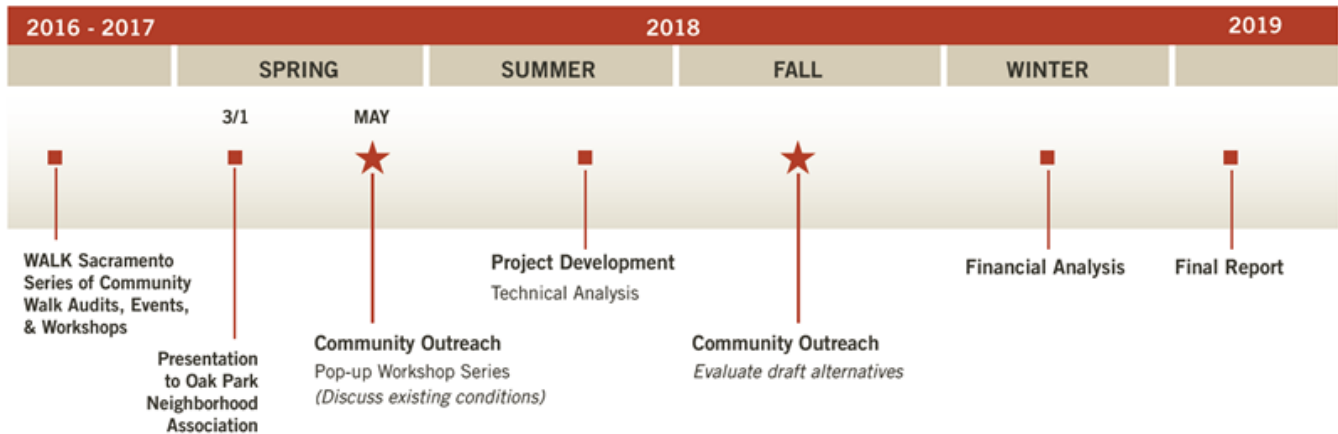 2016 - 2017
2018
2019
SPRING
SUMMER
FALL
WINTER
3/1
MAY
WALK Sacramento
Series of Community
Walk Audits, Events,
& Workshops
Presentation
to Oak Park
Neighborhood
Association
Community Outreach
Pop-up Workshop Series
(Discuss existing conditions)
Project Development
Technical Analysis
Community Outreach
Evaluate draft alternatives
Financial Analysis
Final Report